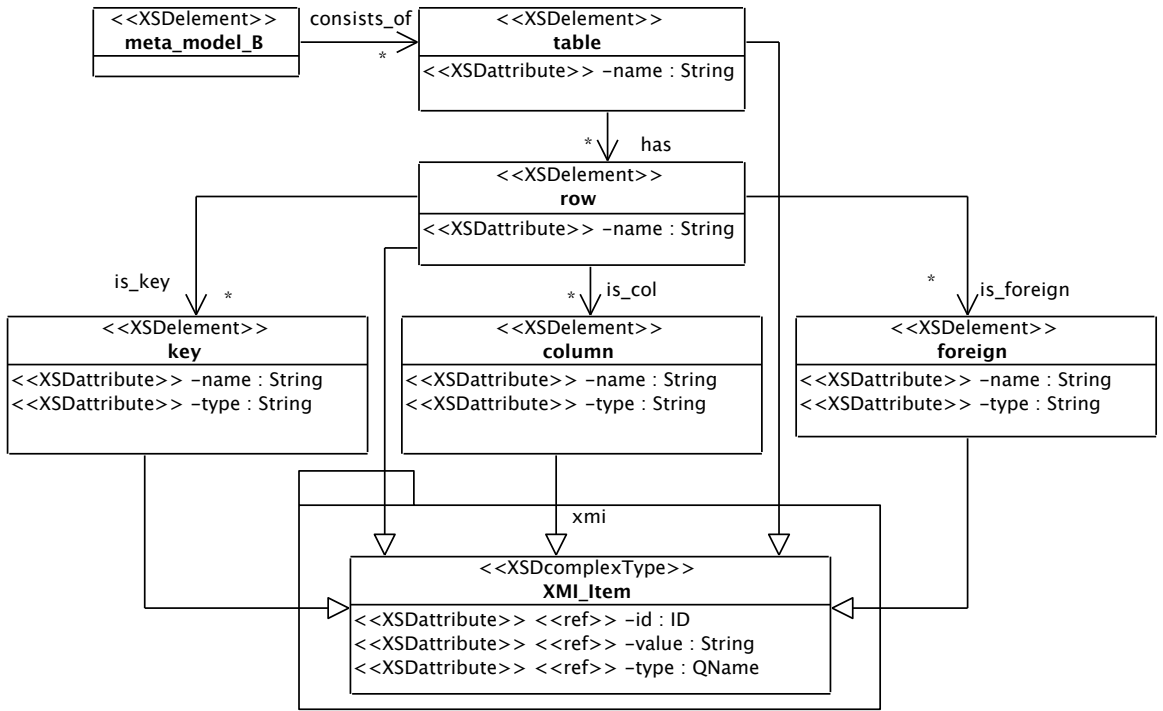 <<XSDelement>>
meta_model_B
consists_of
*
<<XSDelement>>
table
<<XSDattribute>> -name : String
* has
<<XSDelement>>
row
<<XSDattribute>> -name : String
is_key
*
* is_col
*
is_foreign
<<XSDelement>>
key
<<XSDattribute>> -name : String
<<XSDattribute>> -type : String
<<XSDelement>>
column
<<XSDattribute>> -name : String
<<XSDattribute>> -type : String
<<XSDelement>>
foreign
<<XSDattribute>> -name : String
<<XSDattribute>> -type : String
xmi
<<XSDcomplexType>>
XMI_Item
<<XSDattribute>> <<ref>> -id : ID
<<XSDattribute>> <<ref>> -value : String
<<XSDattribute>> <<ref>> -type : QName